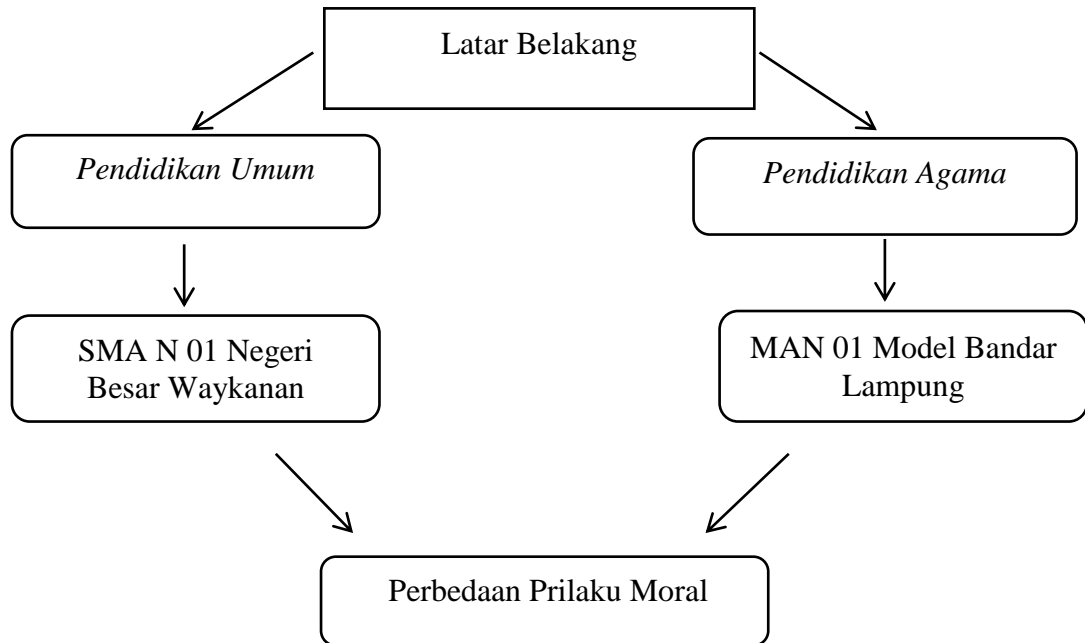 Latar Belakang
Pendidikan Umum
Pendidikan Agama
SMA N 01 Negeri
Besar Waykanan
MAN 01 Model Bandar
Lampung
Perbedaan Prilaku Moral